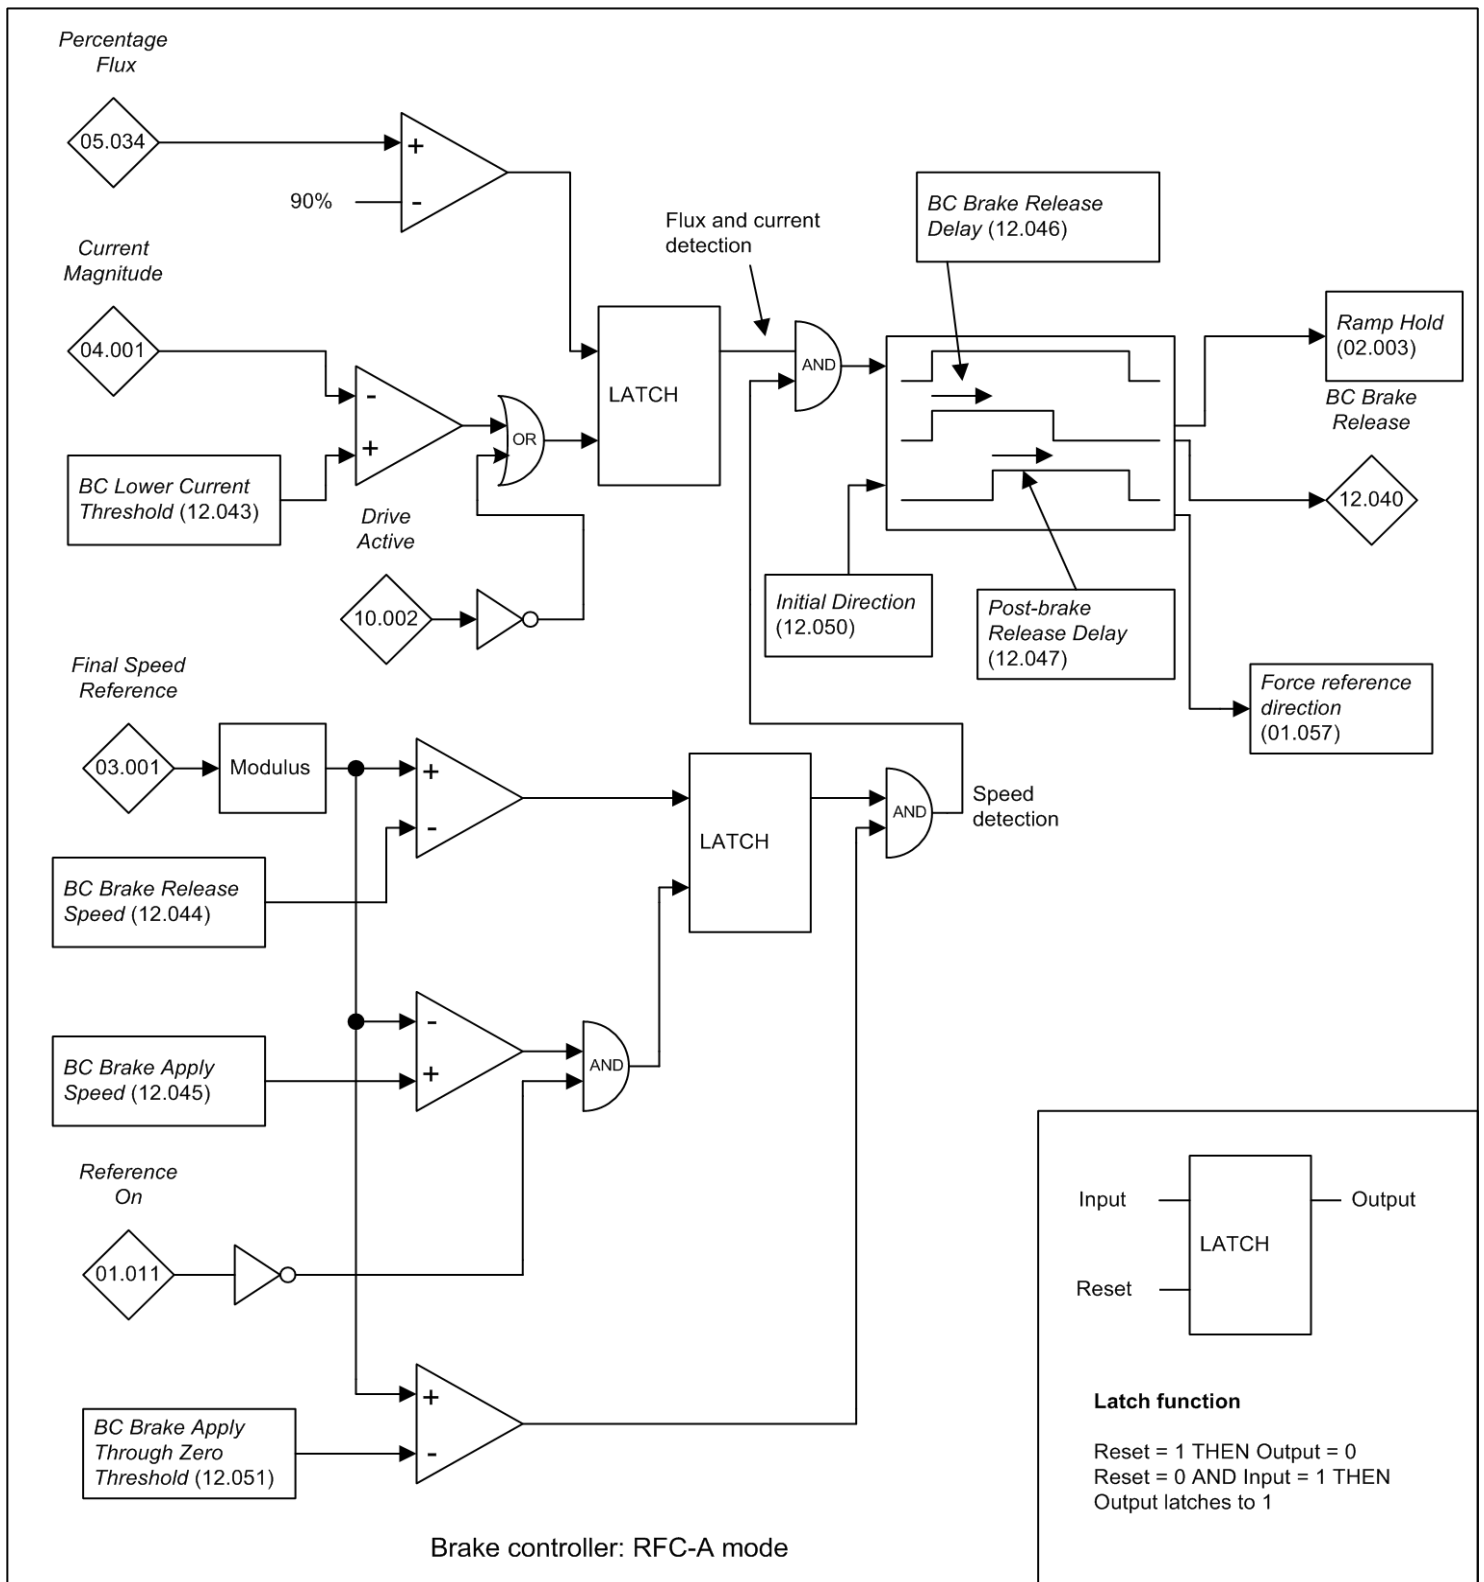 Percentage
Flux
05.034
+
90%
-
Current
Magnitude
04.001
-
+
OR
BC Lower Current
Threshold (12.043)
Drive
Active
10.002
LATCH
Flux and current
detection
AND
BC Brake Release
Delay (12.046)
Ramp Hold
(02.003)
BC Brake
Release
12.040
Initial Direction
(12.050)
Post-brake
Release Delay
(12.047)
Force reference
direction
(01.057)
Final Speed
Reference
03.001
Modulus
+
-
BC Brake Release
Speed (12.044)
LATCH
AND
Speed
detection
-
+
BC Brake Apply
Speed (12.045)
AND
Reference
On
01.011
+
-
BC Brake Apply
Through Zero
Threshold (12.051)
Brake controller: RFC-A mode
Input
Output
LATCH
Reset
Latch function
Reset = 1 THEN Output = 0
Reset = 0 AND Input = 1 THEN
Output latches to 1